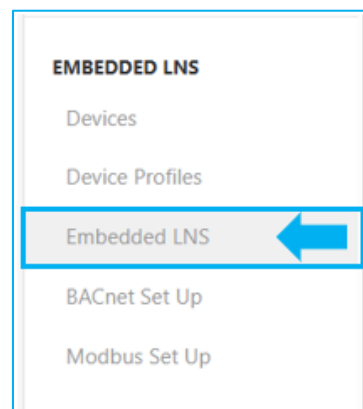 EMBEDDED LNS
Devices
Device Profiles
Embedded LNS
BACnet Set Up
Modbus Set Up